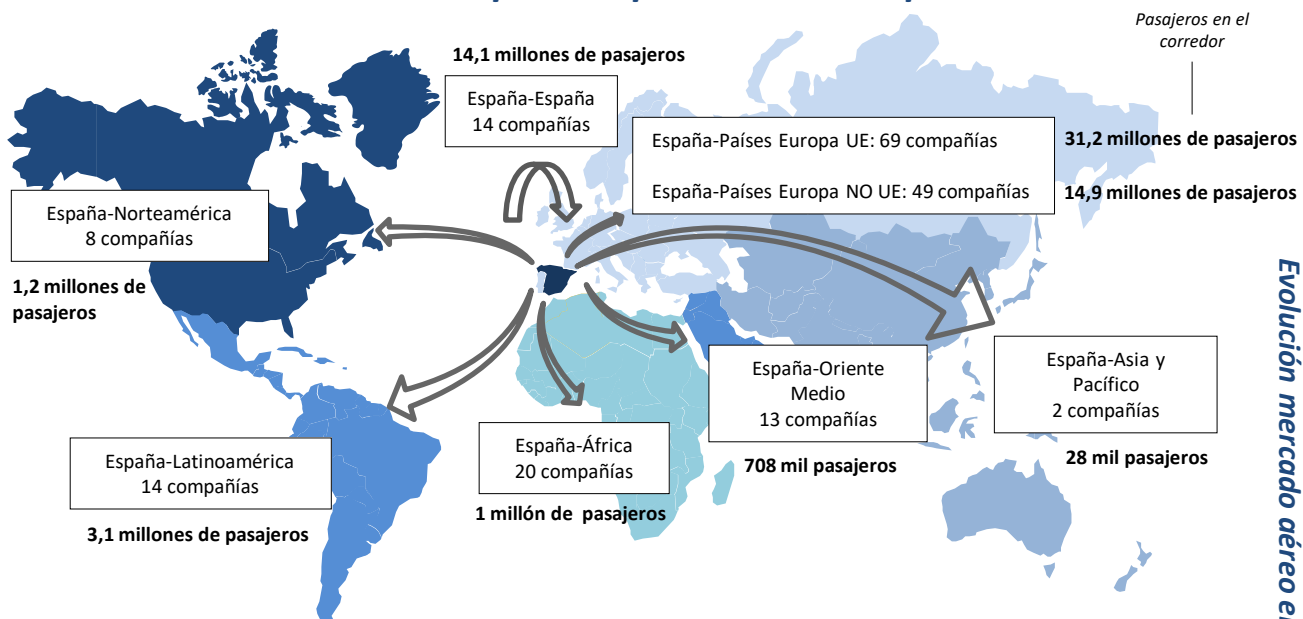 Pasajeros en el
corredor
14,1 millones de pasajeros
España-España
14 compañías
España-Países Europa UE: 69 compañías
31,2 millones de pasajeros
España-Países Europa NO UE: 49 compañías
14,9 millones de pasajeros
España-Norteamérica
8 compañías
1,2 millones de
pasajeros
España-Oriente
Medio
13 compañías
708 mil pasajeros
España-Asia y
Pacífico
2 compañías
28 mil pasajeros
España-África
20 compañías
1 millón de pasajeros
España-Latinoamérica
14 compañías
3,1 millones de pasajeros
Evolución mercado aéreo e